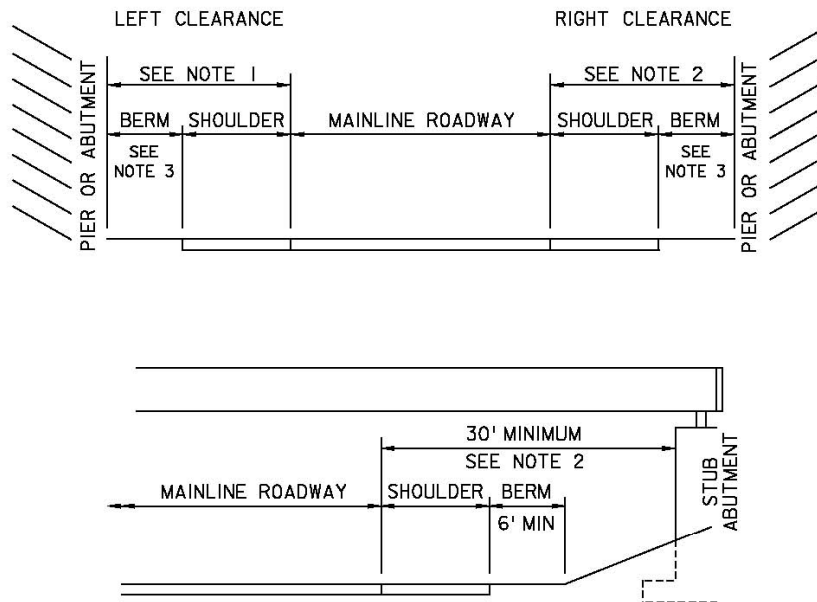 LEFT CLEARANCE
RIGHT CLEARANCE
SEE NOTE 1
SEE NOTE 2
BERM
SHOULDER
MAINLINE ROADWAY
SHOULDER
BERM
SEE
NOTE 3
SEE
NOTE 3
PIER OR ABUTMENT
PIER OR ABUTMENT
30' MINIMUM
SEE NOTE 2
MAINLINE ROADWAY
SHOULDER
BERM
6' MIN
STUB
ABUTMENT